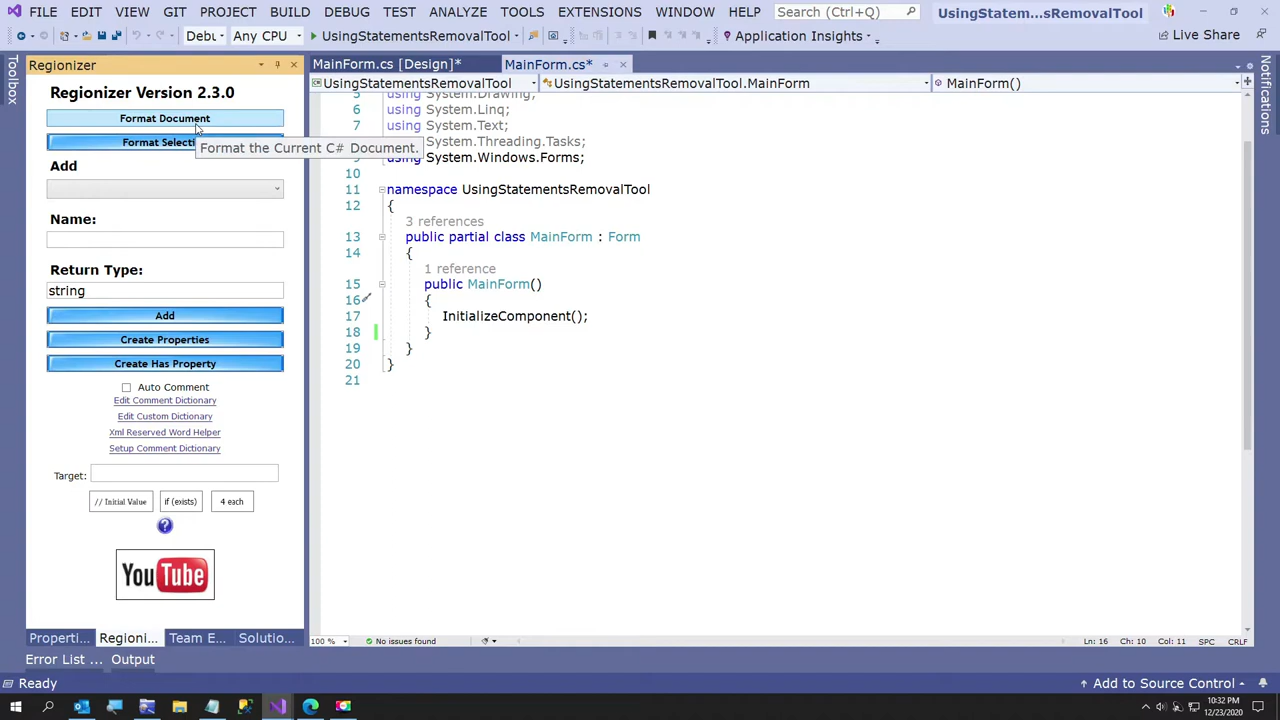 FILE EDIT VIEW GIT PROJECT BUILD DEBUG TEST ANALYZE TOOLS EXTENSIONS WINDOW HELP Search (Ctrl+Q) UsingStatem...sRemovalTool
Debu Any CPU UsingStatementsRemovalTool Application Insights Live Share
Toolbox
Regionizer
Regionizer Version 2.3.0
Format Document
Format Selecti
Format the Current C# Document.
Add
Name:
Return Type:
string
Add
Create Properties
Create Has Property
Auto Comment
Edit Comment Dictionary
Edit Custom Dictionary
Xml Reserved Word Helper
Setup Comment Dictionary
Target:
// Initial Value if (exists) 4 each
?
YouTube
Properti... Regioni... Team E... Solutio...
MainForm.cs [Design]* MainForm.cs*
UsingStatementsRemovalTool UsingStatementsRemovalTool.MainForm MainForm()
5 using System.Drawing;
6 using System.Linq;
7 using System.Text;
System.Threading.Tasks;
9 using System.Windows.Forms;
10
11 namespace UsingStatementsRemovalTool
12 {
3 references
13 public partial class MainForm : Form
14 {
1 reference
15 public MainForm()
16 {
17 InitializeComponent();
18 }
19 }
20 }
21
Notifications
100 % No issues found Ln: 16 Ch: 10 Col: 11 SPC CRLF
Error List ... Output
Ready Add to Source Control
10:32 PM
12/23/2020